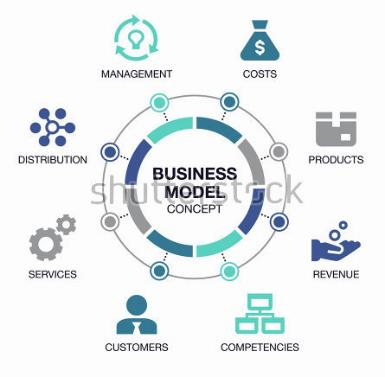 MANAGEMENT
COSTS
DISTRIBUTION
PRODUCTS
BUSINESS
MODEL
CONCEPT
shutterstock
SERVICES
REVENUE
CUSTOMERS
COMPETENCIES
$